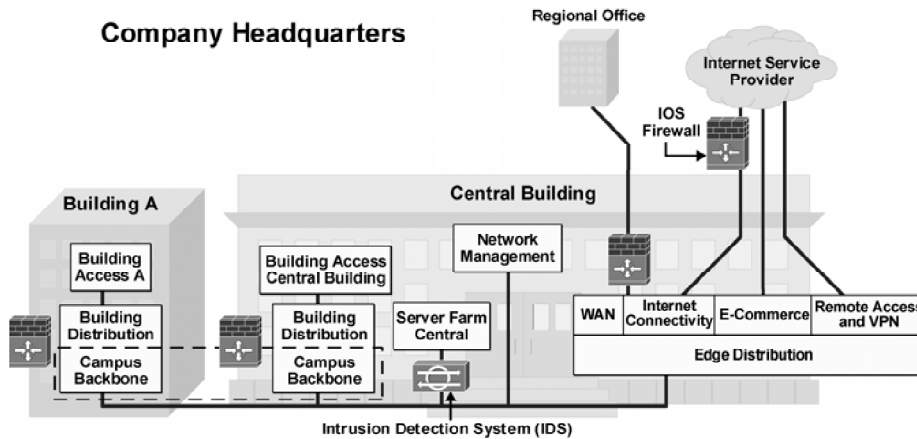 Company Headquarters
Regional Office
Internet Service
Provider
IOS
Firewall
Building A
Central Building
Building
Access A
Building Access
Central Building
Network
Management
Building
Distribution
Campus
Backbone
Building
Distribution
Campus
Backbone
Server Farm
Central
WAN
Internet
Connectivity
E-Commerce
Remote Access
and VPN
Edge Distribution
Intrusion Detection System (IDS)